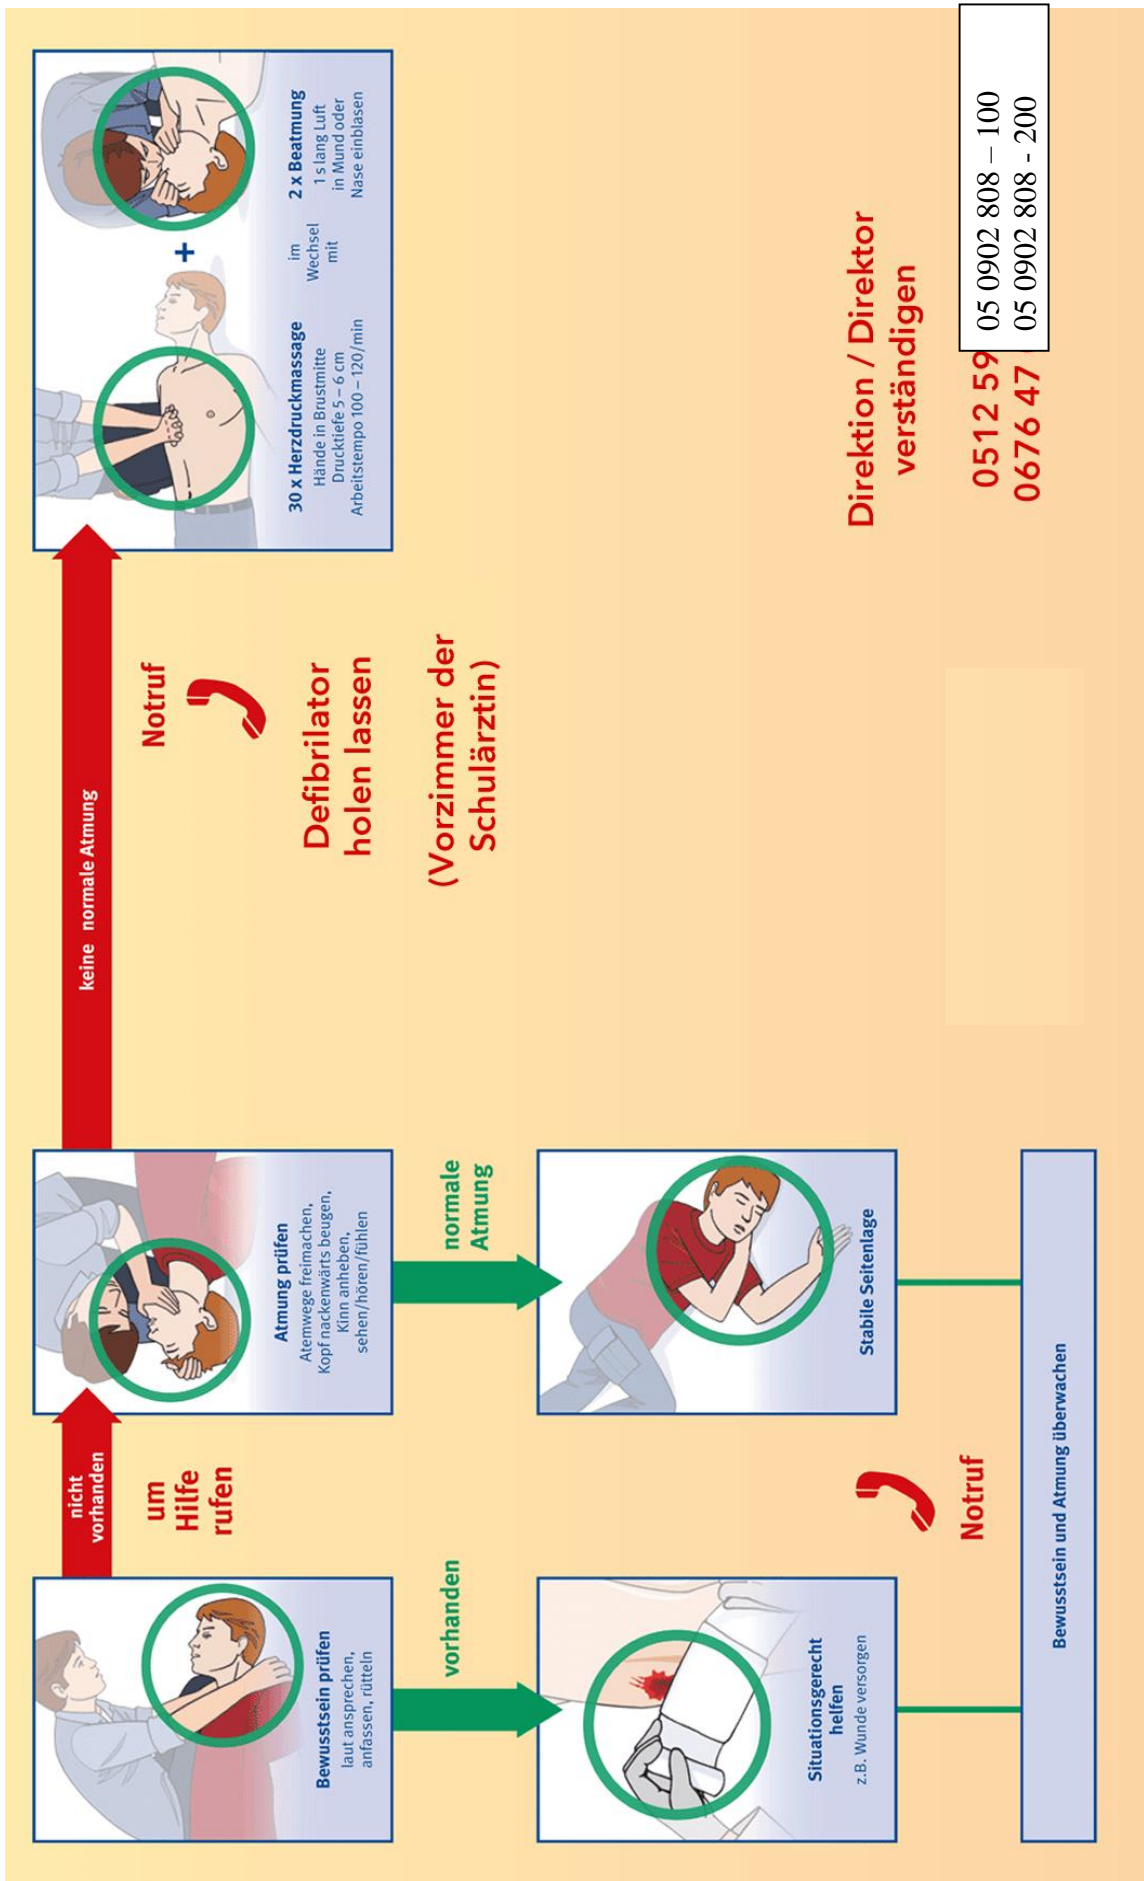 Bewusstsein prüfen
laut ansprechen,
anfassen, rütteln
nicht
vorhanden
um
Hilfe
rufen
Atmung prüfen
Atemwege freimachen,
Kopf nackenwärts beugen,
Kinn anheben,
sehen/hören/fühlen
keine normale Atmung
Notruf
Defibrilator
holen lassen
(Vorzimmer der
Schulärztin)
30 x Herzdruckmassage
Hände in Brustmitte
Drucktiefe 5 – 6 cm
Arbeitstempo 100 – 120/min
im
Wechsel
mit
+
2 x Beatmung
1 s lang Luft
in Mund oder
Nase einblasen
vorhanden
normale
Atmung
Situationsgerecht
helfen
z.B. Wunde versorgen
Stabile Seitenlage
Notruf
Bewusstsein und Atmung überwachen
Direktion / Direktor
verständigen
0512 59
0676 47
05 0902 808 – 100
05 0902 808 - 200